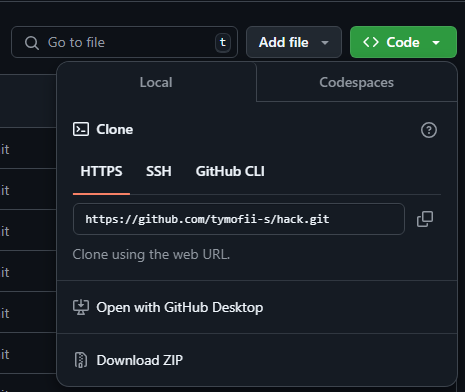 Go to file
t
Add file
Code
Local
Codespaces
Clone
HTTPS
SSH
GitHub CLI
https://github.com/tymofii-s/hack.git
Clone using the web URL.
Open with GitHub Desktop
Download ZIP
it
it
it
it
it
it